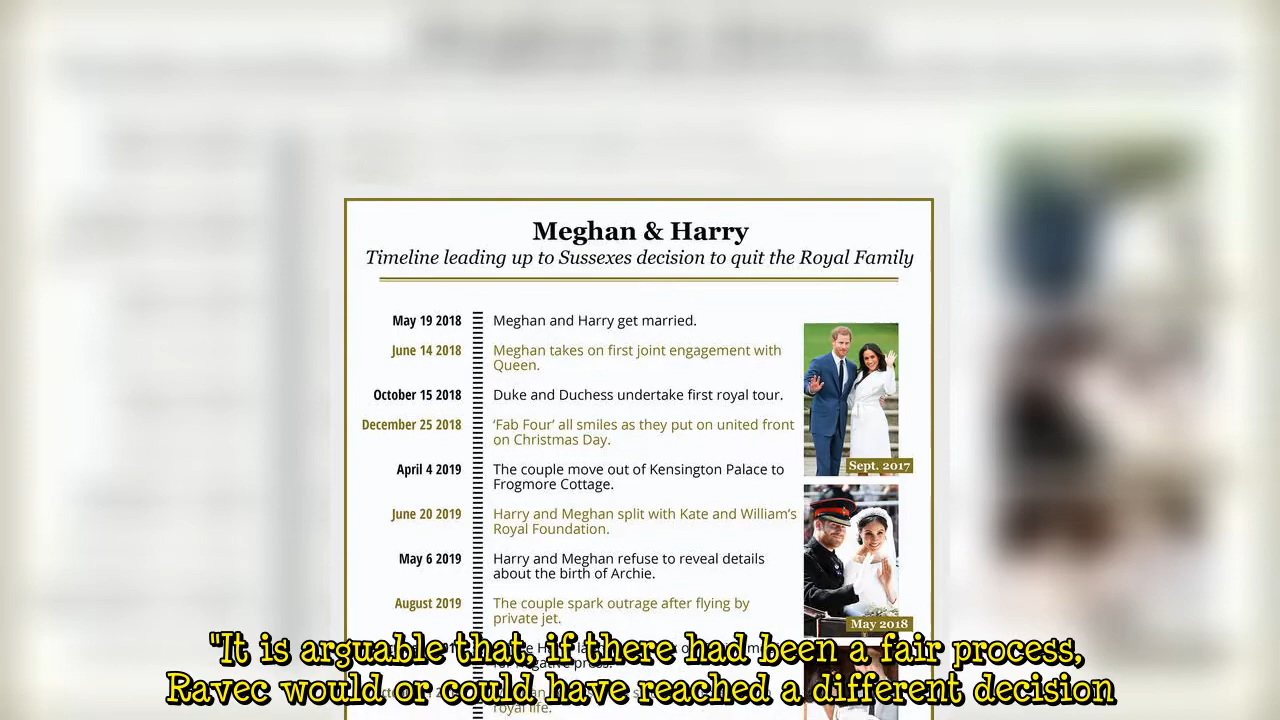 Meghan & Harry
Timeline leading up to Sussexes decision to quit the Royal Family
May 19 2018 Meghan and Harry get married.
June 14 2018 Meghan takes on first joint engagement with
Queen.
October 15 2018 Duke and Duchess undertake first royal tour.
December 25 2018 ‘Fab Four’ all smiles as they put on united front
on Christmas Day.
April 4 2019 The couple move out of Kensington Palace to
Frogmore Cottage.
June 20 2019 Harry and Meghan split with Kate and William’s
Royal Foundation.
May 6 2019 Harry and Meghan refuse to reveal details
about the birth of Archie.
August 2019 The couple spark outrage after flying by
private jet.
royal life.
Sept. 2017
May 2018
"It is arguable that, if there had been a fair process,
Ravec would or could have reached a different decision